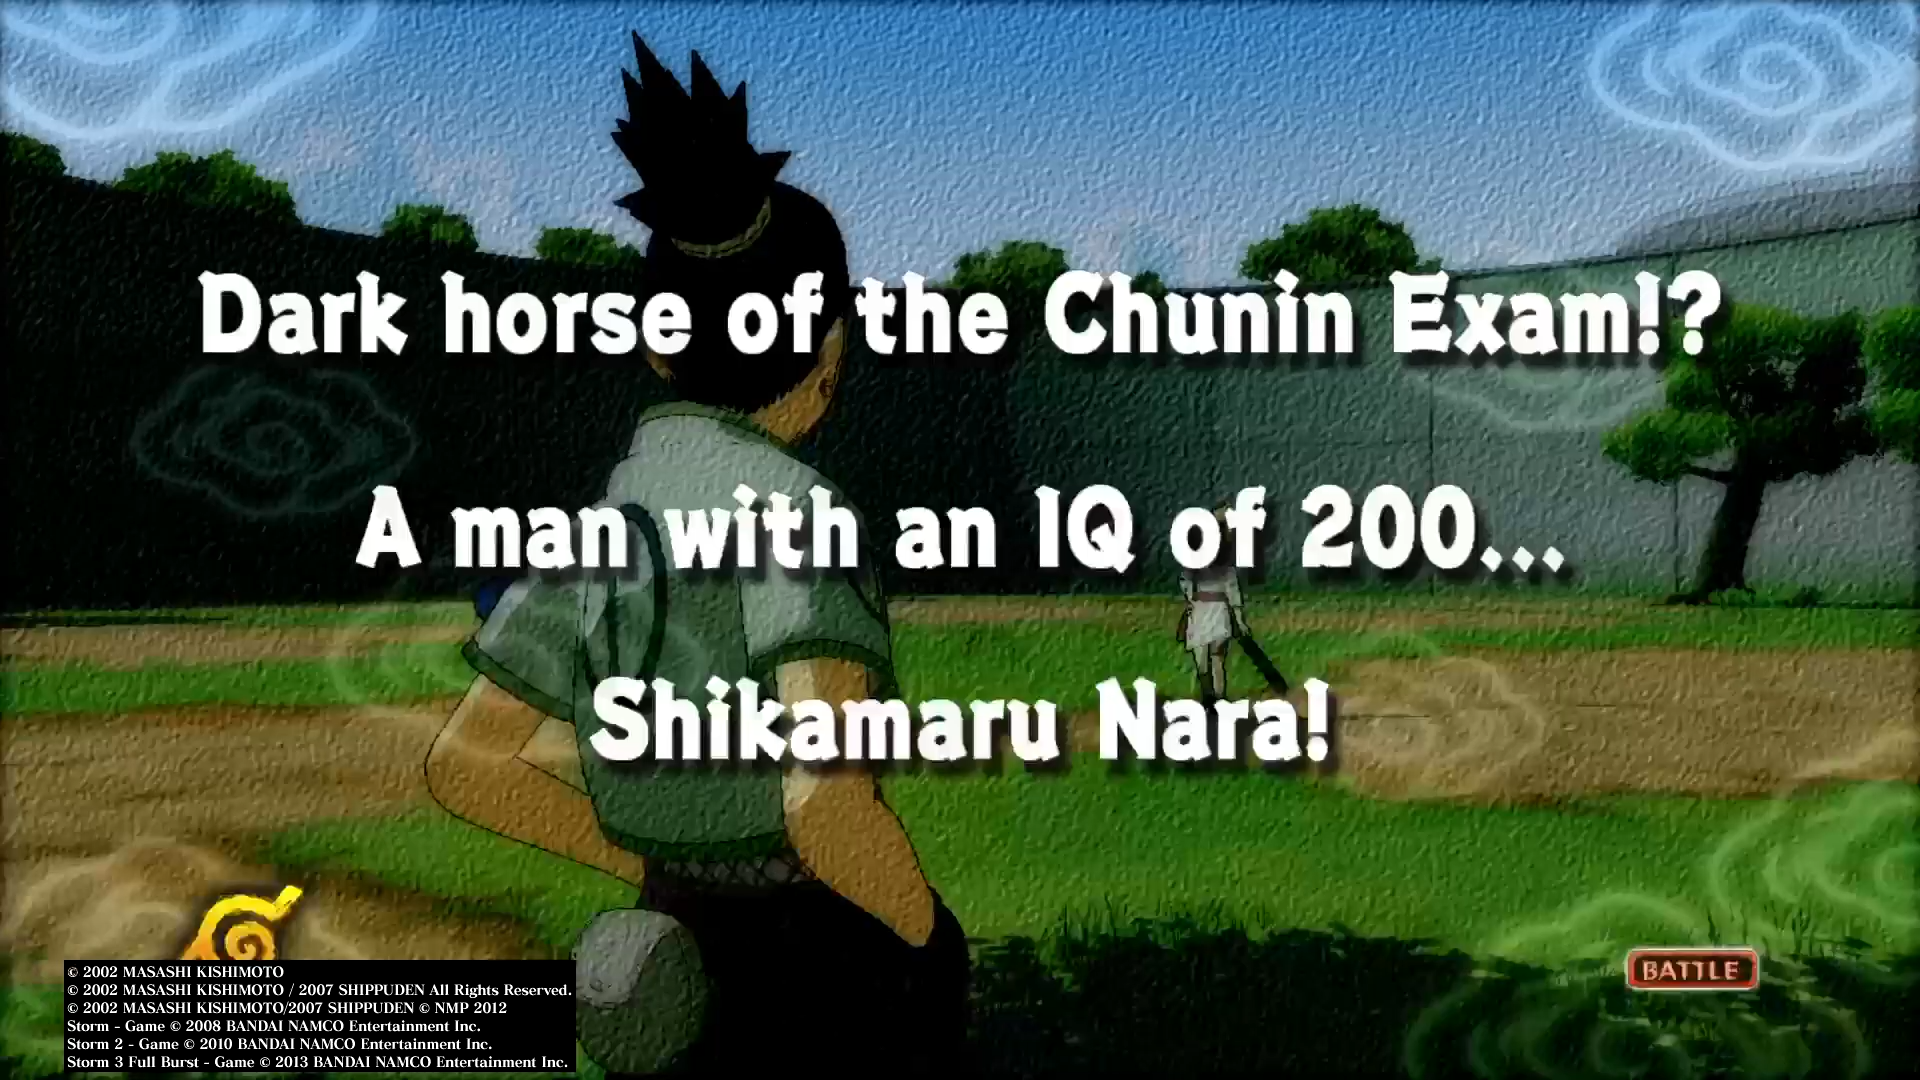 Dark horse of the Chunin Exam!?
A man with an IQ of 200...
Shikamaru Nara!
BATTLE
© 2002 MASASHI KISHIMOTO
© 2002 MASASHI KISHIMOTO / 2007 SHIPPUDEN All Rights Reserved.
© 2002 MASASHI KISHIMOTO/2007 SHIPPUDEN © NMP 2012
Storm - Game © 2008 BANDAI NAMCO Entertainment Inc.
Storm 2 - Game © 2010 BANDAI NAMCO Entertainment Inc.
Storm 3 Full Burst - Game © 2013 BANDAI NAMCO Entertainment Inc.